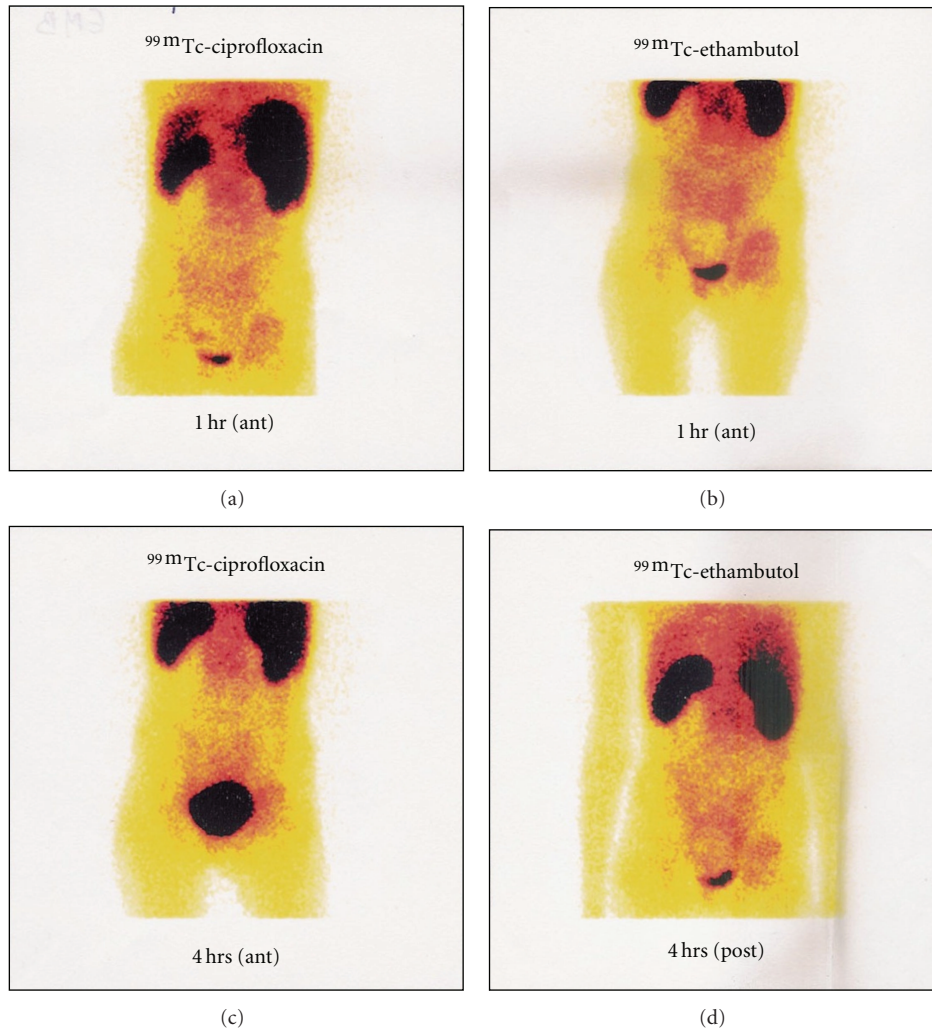 EMB
⁹⁹ᵐTc-ciprofloxacin
1 hr (ant)
(a)
⁹⁹ᵐTc-ethambutol
1 hr (ant)
(b)
⁹⁹ᵐTc-ciprofloxacin
4 hrs (ant)
(c)
⁹⁹ᵐTc-ethambutol
4 hrs (post)
(d)